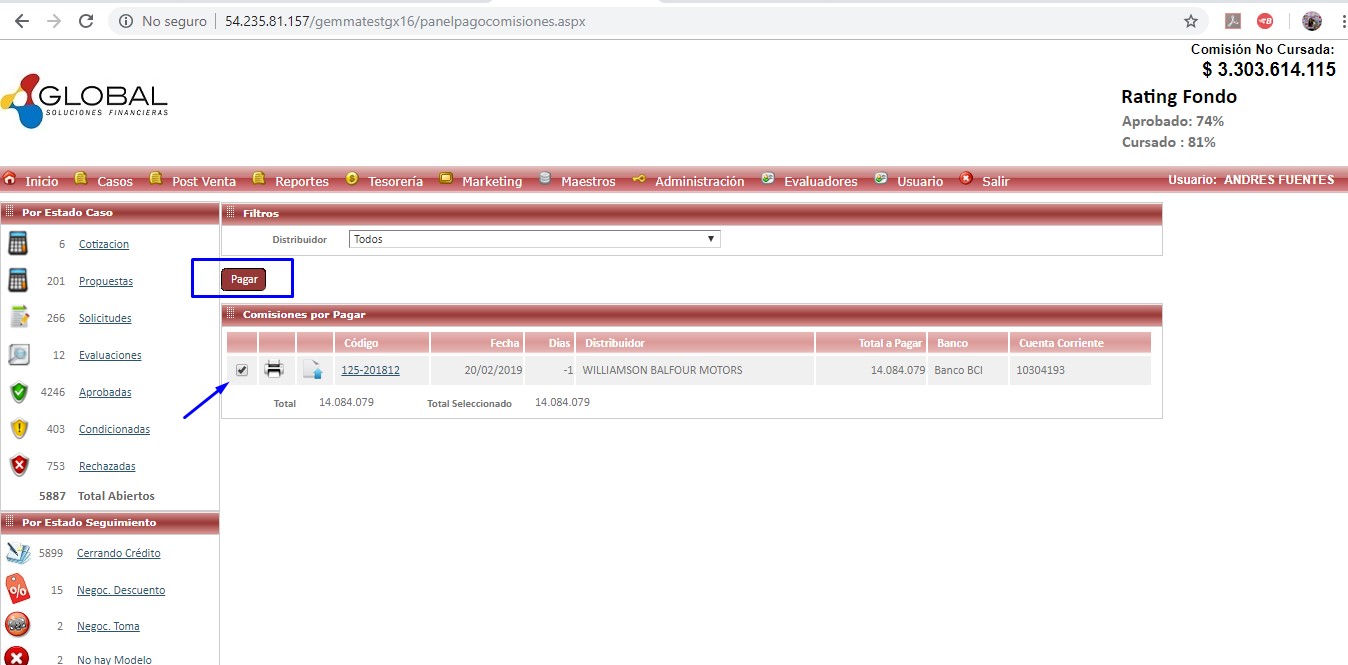 No seguro
54.235.81.157/gemmatestgx16/panelpagocomisiones.aspx
Comisión No Cursada:
$ 3.303.614.115
Rating Fondo
Aprobado: 74%
Cursado : 81%
GLOBAL
SOLUCIONES FINANCIERAS
Inicio Casos Post Venta Reportes Tesorería Marketing Maestros Administración Evaluadores Usuario Salir Usuario: ANDRES FUENTES
Por Estado Caso
6 Cotizacion
201 Propuestas
266 Solicitudes
12 Evaluaciones
4246 Aprobadas
403 Condicionadas
753 Rechazadas
5887 Total Abiertos
Por Estado Seguimiento
5899 Cerrando Crédito
15 Negoc. Descuento
2 Negoc. Toma
2 No hay Modelo
Filtros
Distribuidor Todos
Pagar
Comisiones por Pagar
Código Fecha Dias Distribuidor Total a Pagar Banco Cuenta Corriente
125-201812 20/02/2019 -1 WILLIAMSON BALFOUR MOTORS 14.084.079 Banco BCI 10304193
Total 14.084.079 Total Seleccionado 14.084.079